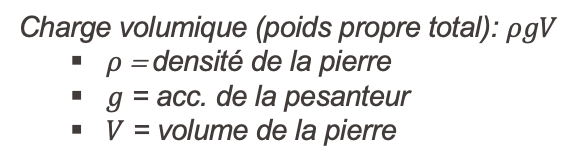 Charge volumique (poids propre total): ρgV
▪ ρ = densité de la pierre
▪ g = acc. de la pesanteur
▪ V = volume de la pierre